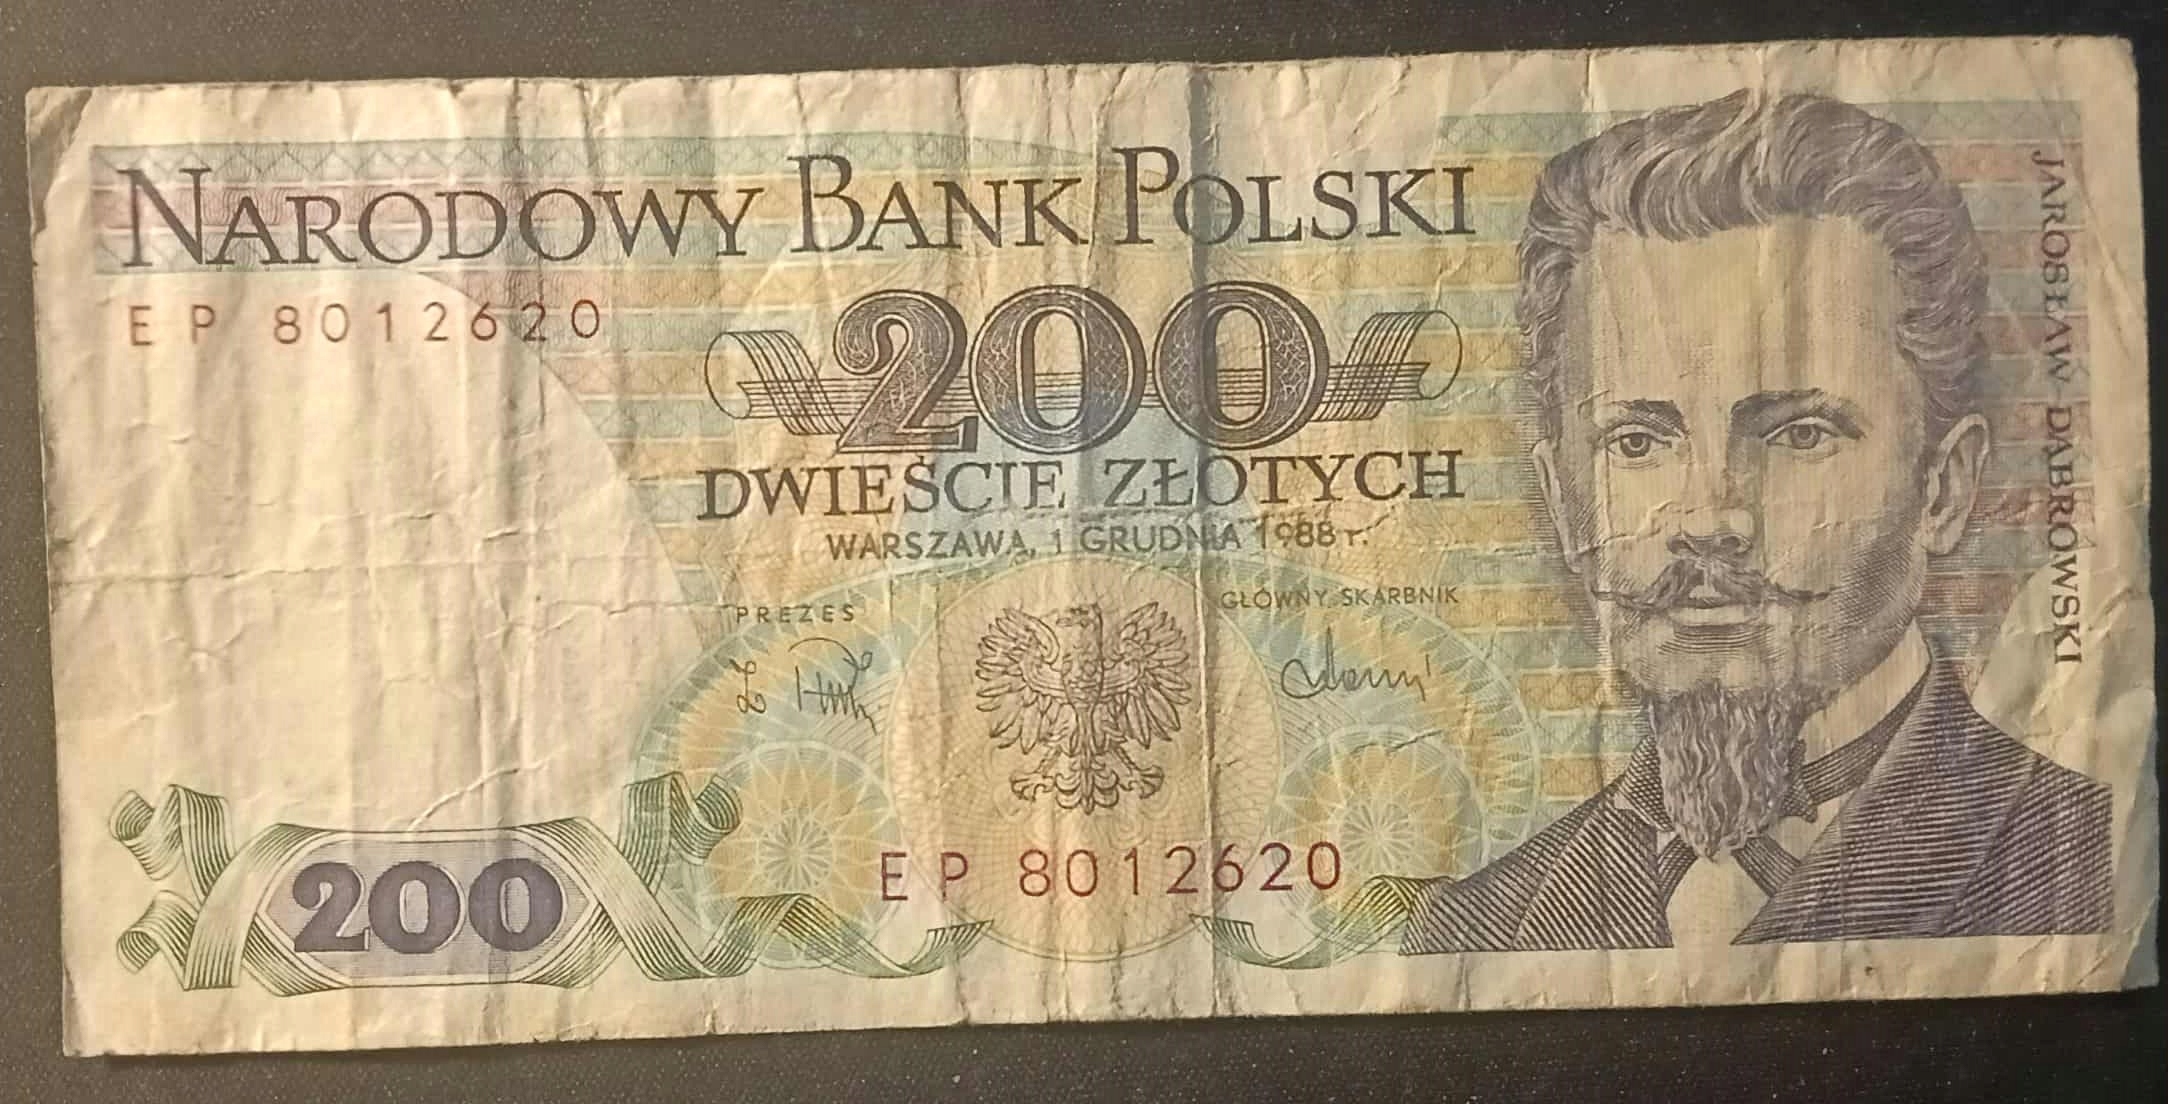 NARODOWY BANK POLSKI
EP 8012620
200
DWIEŚCIE ZŁOTYCH
WARSZAWA, 1 GRUDNIA 1988 r.
PREZES
GŁÓWNY SKARBNIK
EP 8012620
200
JAROSŁAW DĄBROWSKI